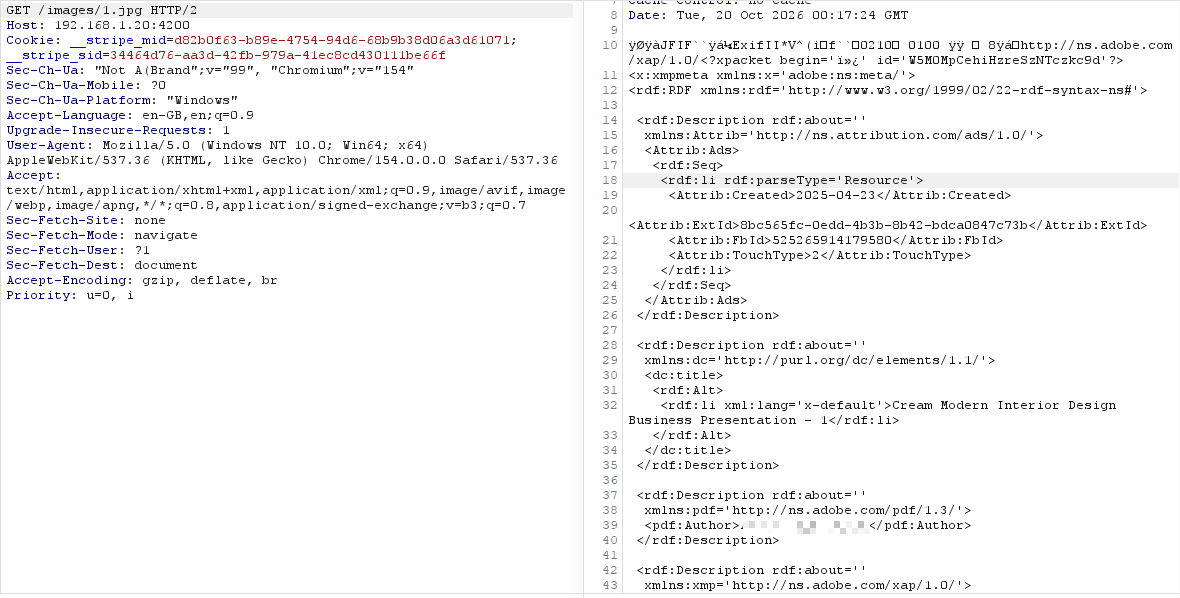 GET /images/1.jpg HTTP/2
Host: 192.168.1.20:4200
Cookie: __stripe_mid=d82b0f63-b89e-4754-94d6-68b9b38d06a3d61071;
__stripe_sid=34464d76-aa3d-42fb-979a-41ec8cd430111be66f
Sec-Ch-Ua: "Not A(Brand";v="99", "Chromium";v="154"
Sec-Ch-Ua-Mobile: ?0
Sec-Ch-Ua-Platform: "Windows"
Accept-Language: en-GB,en;q=0.9
Upgrade-Insecure-Requests: 1
User-Agent: Mozilla/5.0 (Windows NT 10.0; Win64; x64)
AppleWebKit/537.36 (KHTML, like Gecko) Chrome/154.0.0.0 Safari/537.36
Accept:
text/html,application/xhtml+xml,application/xml;q=0.9,image/avif,image
/webp,image/apng,*/*;q=0.8,application/signed-exchange;v=b3;q=0.7
Sec-Fetch-Site: none
Sec-Fetch-Mode: navigate
Sec-Fetch-User: ?1
Sec-Fetch-Dest: document
Accept-Encoding: gzip, deflate, br
Priority: u=0, i
7 Cache-Control: no-cache
8 Date: Tue, 20 Oct 2026 00:17:24 GMT
9
10 ÿØÿàJFIF``ÿá¼ExifII*V^(i□f``□0210□ 0100 ÿÿ □ 8ÿá□http://ns.adobe.com
/xap/1.0/<?xpacket begin='ï»¿' id='W5M0MpCehiHzreSzNTczkc9d'?>
11 <x:xmpmeta xmlns:x='adobe:ns:meta/'>
12 <rdf:RDF xmlns:rdf='http://www.w3.org/1999/02/22-rdf-syntax-ns#'>
13
14 <rdf:Description rdf:about=''
15 xmlns:Attrib='http://ns.attribution.com/ads/1.0/'>
16 <Attrib:Ads>
17 <rdf:Seq>
18 <rdf:li rdf:parseType='Resource'>
19 <Attrib:Created>2025-04-23</Attrib:Created>
20
<Attrib:ExtId>8bc565fc-0edd-4b3b-8b42-bdca0847c73b</Attrib:ExtId>
21 <Attrib:FbId>525265914179580</Attrib:FbId>
22 <Attrib:TouchType>2</Attrib:TouchType>
23 </rdf:li>
24 </rdf:Seq>
25 </Attrib:Ads>
26 </rdf:Description>
27
28 <rdf:Description rdf:about=''
29 xmlns:dc='http://purl.org/dc/elements/1.1/'>
30 <dc:title>
31 <rdf:Alt>
32 <rdf:li xml:lang='x-default'>Cream Modern Interior Design
Business Presentation - 1</rdf:li>
33 </rdf:Alt>
34 </dc:title>
35 </rdf:Description>
36
37 <rdf:Description rdf:about=''
38 xmlns:pdf='http://ns.adobe.com/pdf/1.3/'>
39 <pdf:Author></pdf:Author>
40 </rdf:Description>
41
42 <rdf:Description rdf:about=''
43 xmlns:xmp='http://ns.adobe.com/xap/1.0/'>